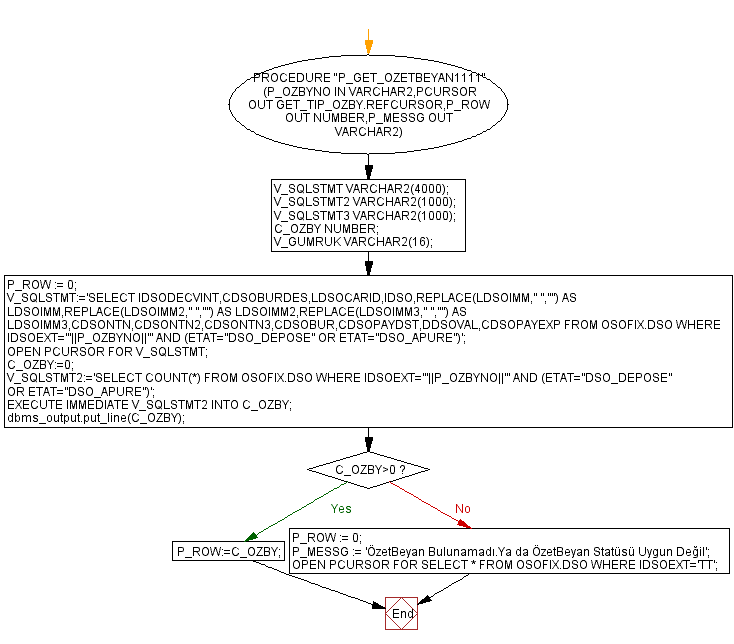 PROCEDURE "P_GET_OZETBEYAN1111"
(P_OZBYNO IN VARCHAR2,PCURSOR
OUT GET_TIP_OZBY.REFCURSOR,P_ROW
OUT NUMBER,P_MESSG OUT
VARCHAR2)
V_SQLSTMT VARCHAR2(4000);
V_SQLSTMT2 VARCHAR2(1000);
V_SQLSTMT3 VARCHAR2(1000);
C_OZBY NUMBER;
V_GUMRUK VARCHAR2(16);
P_ROW := 0;
V_SQLSTMT:='SELECT IDSODECVINT,CDSOBURDES,LDSOCARID,IDSO,REPLACE(LDSOIMM," ","") AS
LDSOIMM,REPLACE(LDSOIMM2," ","") AS LDSOIMM2,REPLACE(LDSOIMM3," ","") AS
LDSOIMM3,CDSONTN,CDSONTN2,CDSONTN3,CDSOBUR,CDSOPAYDST,DDSOVAL,CDSOPAYEXP FROM OSOFIX.DSO WHERE
IDSOEXT='"||P_OZBYNO||"' AND (ETAT="DSO_DEPOSE" OR ETAT="DSO_APURE")';
OPEN PCURSOR FOR V_SQLSTMT;
C_OZBY:=0;
V_SQLSTMT2:='SELECT COUNT(*) FROM OSOFIX.DSO WHERE IDSOEXT='"||P_OZBYNO||"' AND (ETAT="DSO_DEPOSE"
OR ETAT="DSO_APURE")';
EXECUTE IMMEDIATE V_SQLSTMT2 INTO C_OZBY;
dbms_output.put_line(C_OZBY);
C_OZBY>0 ?
Yes
No
P_ROW:=C_OZBY;
P_ROW := 0;
P_MESSG := 'ÖzetBeyan Bulunamadı.Ya da ÖzetBeyan Statüsü Uygun Değil';
OPEN PCURSOR FOR SELECT * FROM OSOFIX.DSO WHERE IDSOEXT='TT';
End